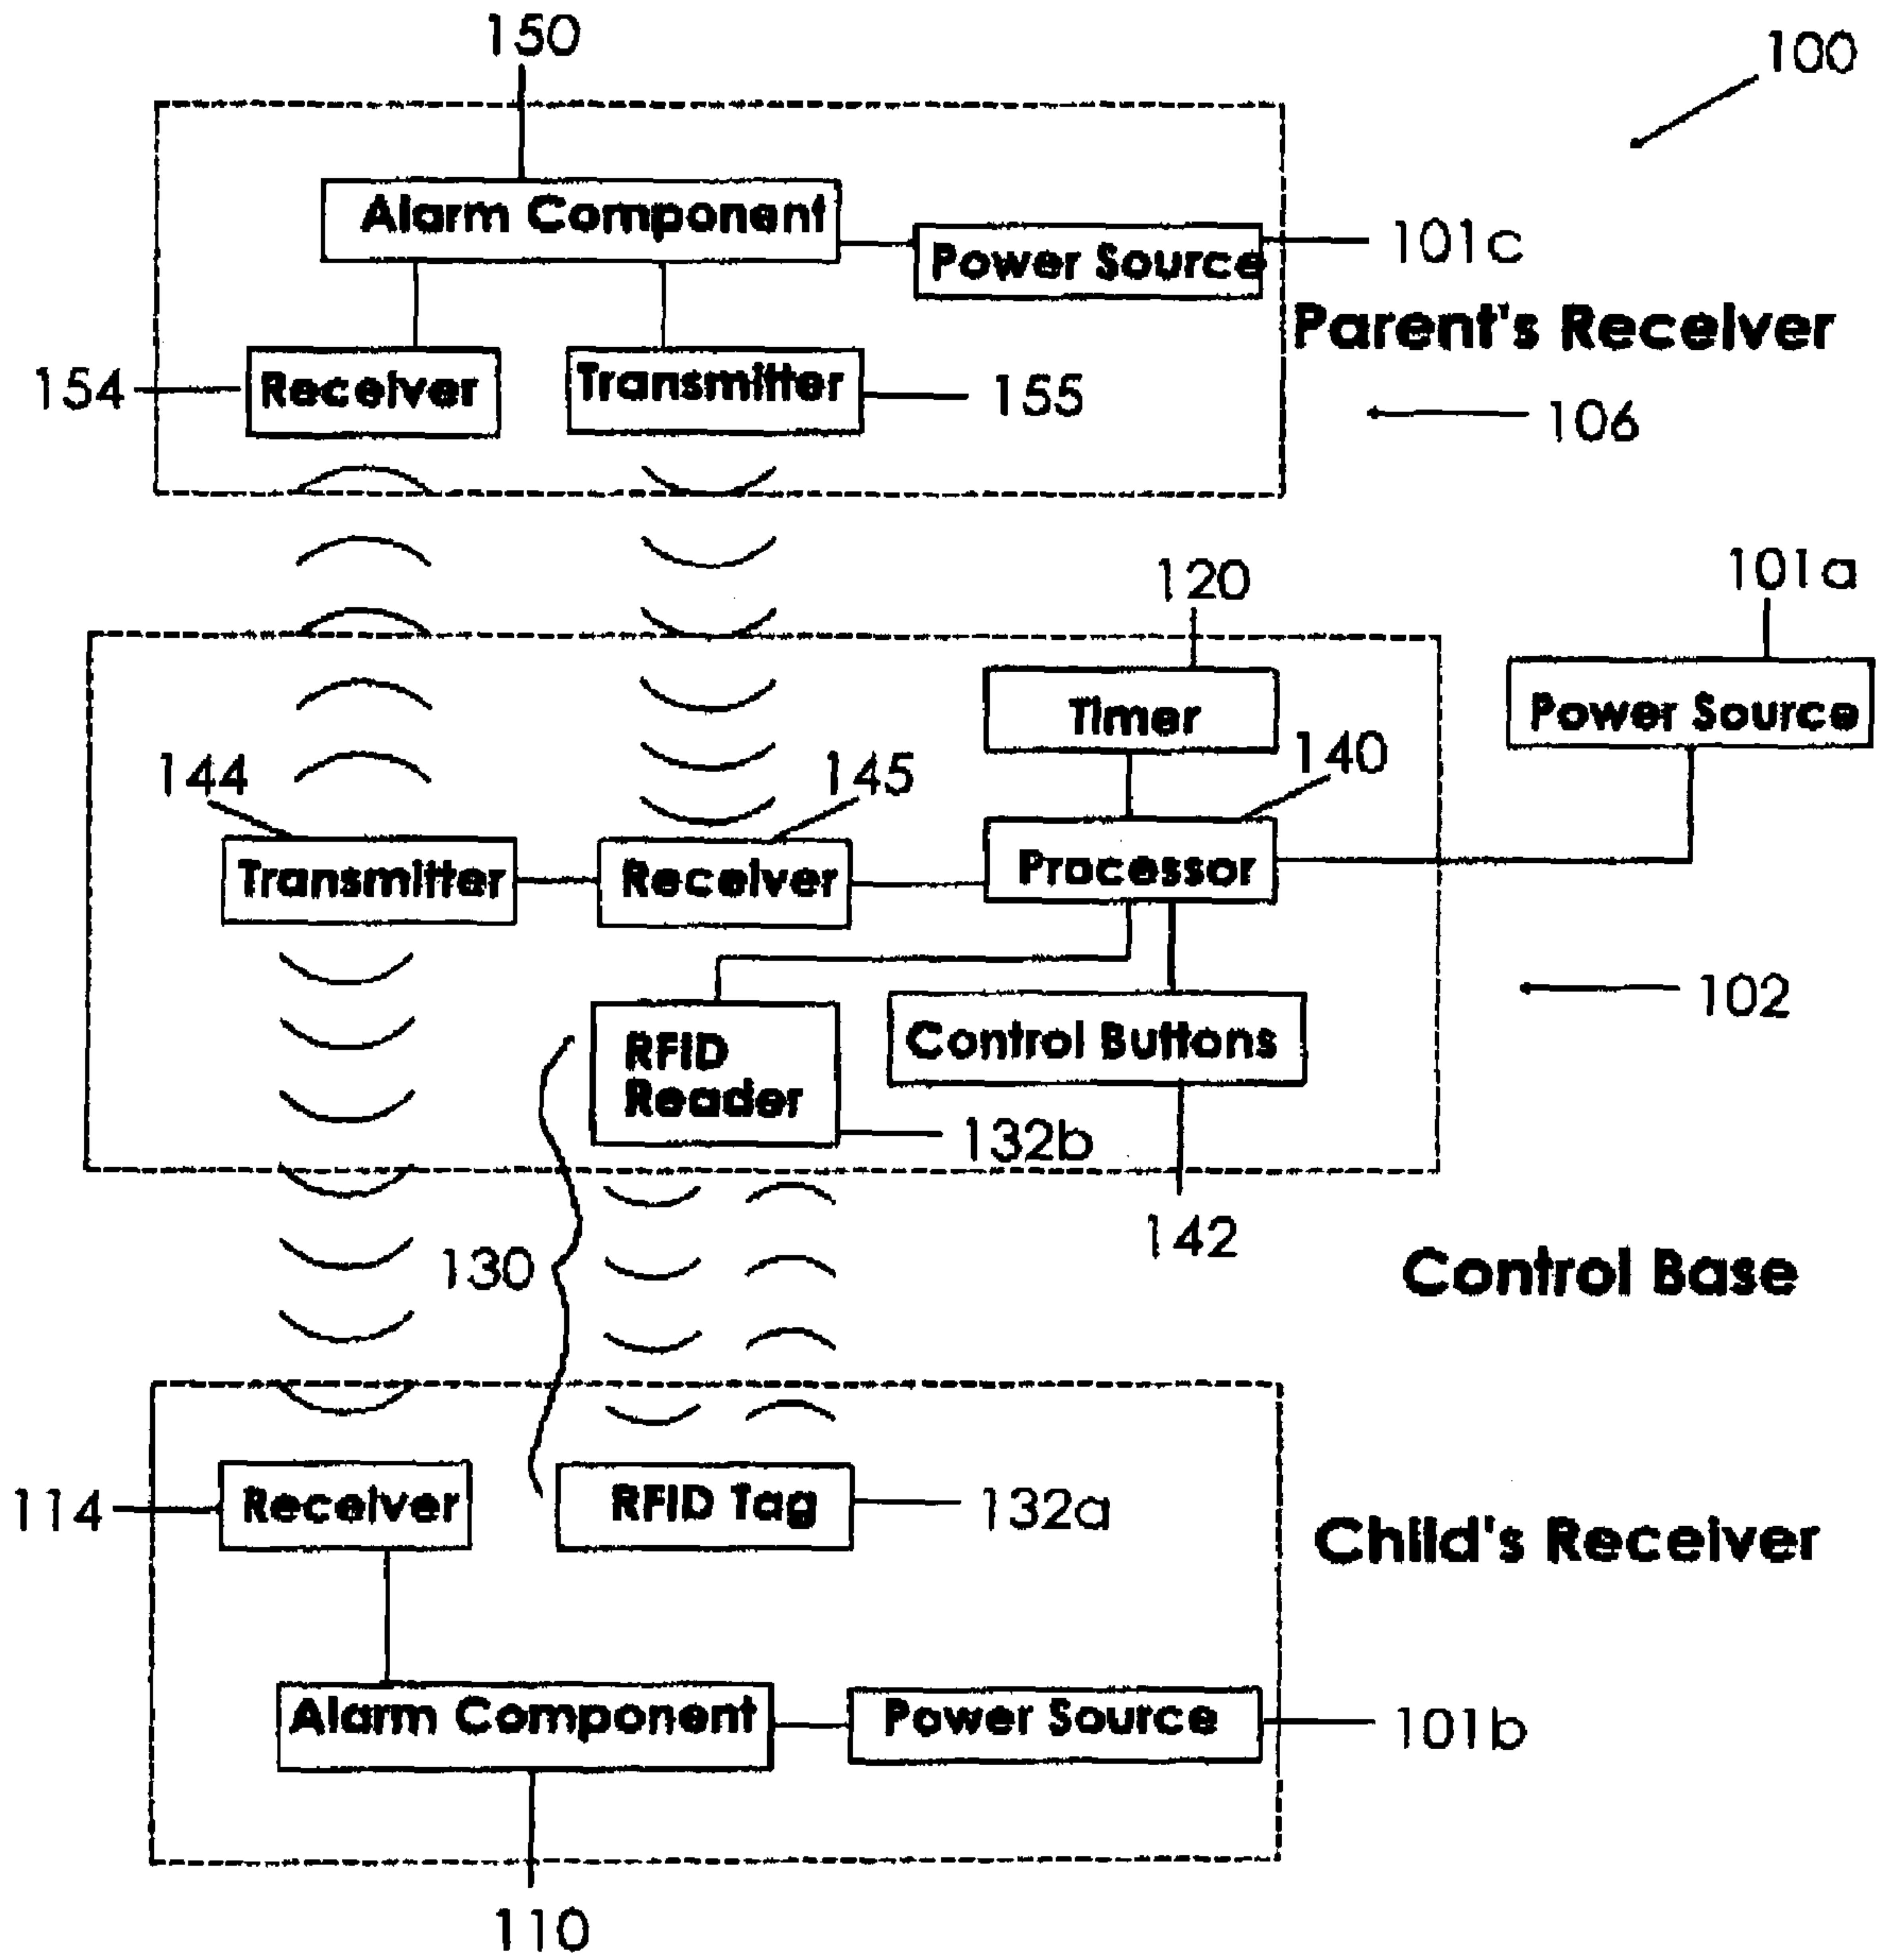 150
100
Alarm Component
Power Source
101c
Parent's Receiver
154
Receiver
Transmitter
155
106
120
101a
Timer
Power Source
144
145
140
Transmitter
Receiver
Processor
102
RFID
Reader
Control Buttons
132b
142
130
Control Base
114
Receiver
RFID Tag
132a
Child's Receiver
Alarm Component
Power Source
101b
110